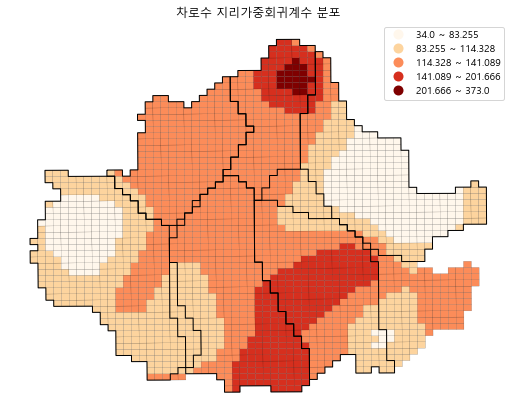 차로수 지리가중회귀계수 분포
34.0 ~ 83.255
83.255 ~ 114.328
114.328 ~ 141.089
141.089 ~ 201.666
201.666 ~ 373.0